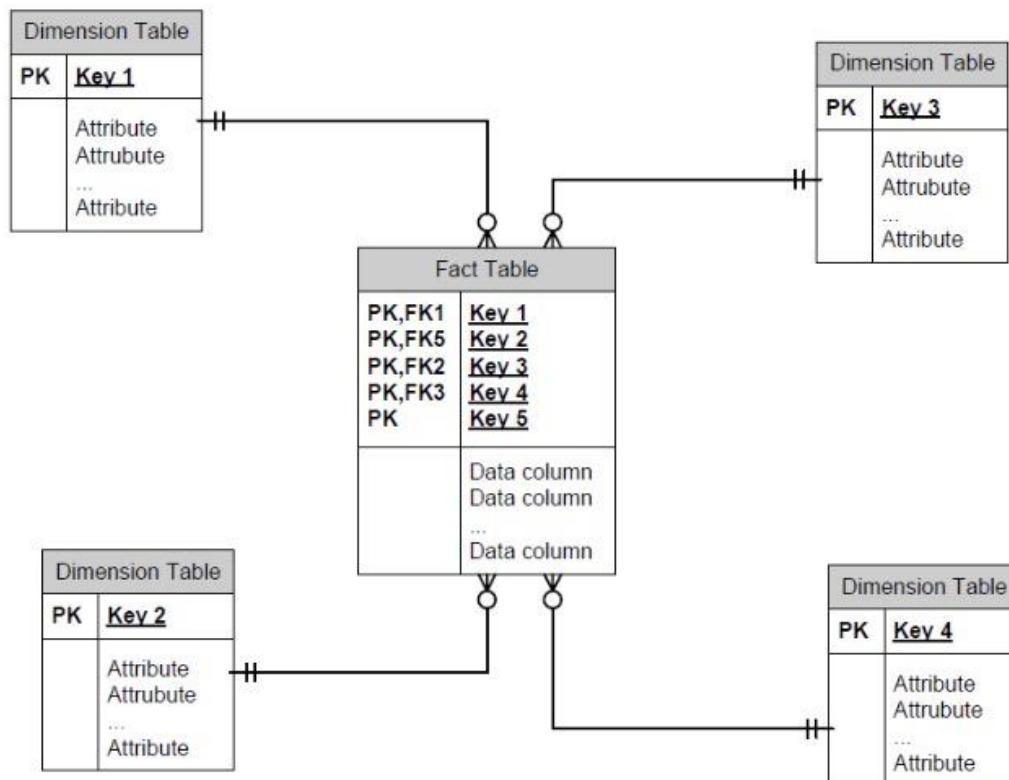 Dimension Table
PK Key 1
Attribute
Attrubute
...
Attribute
Dimension Table
PK Key 3
Attribute
Attrubute
...
Attribute
Fact Table
PK,FK1 Key 1
PK,FK5 Key 2
PK,FK2 Key 3
PK,FK3 Key 4
PK Key 5
Data column
Data column
...
Data column
Dimension Table
PK Key 2
Attribute
Attrubute
...
Attribute
Dimension Table
PK Key 4
Attribute
Attrubute
...
Attribute